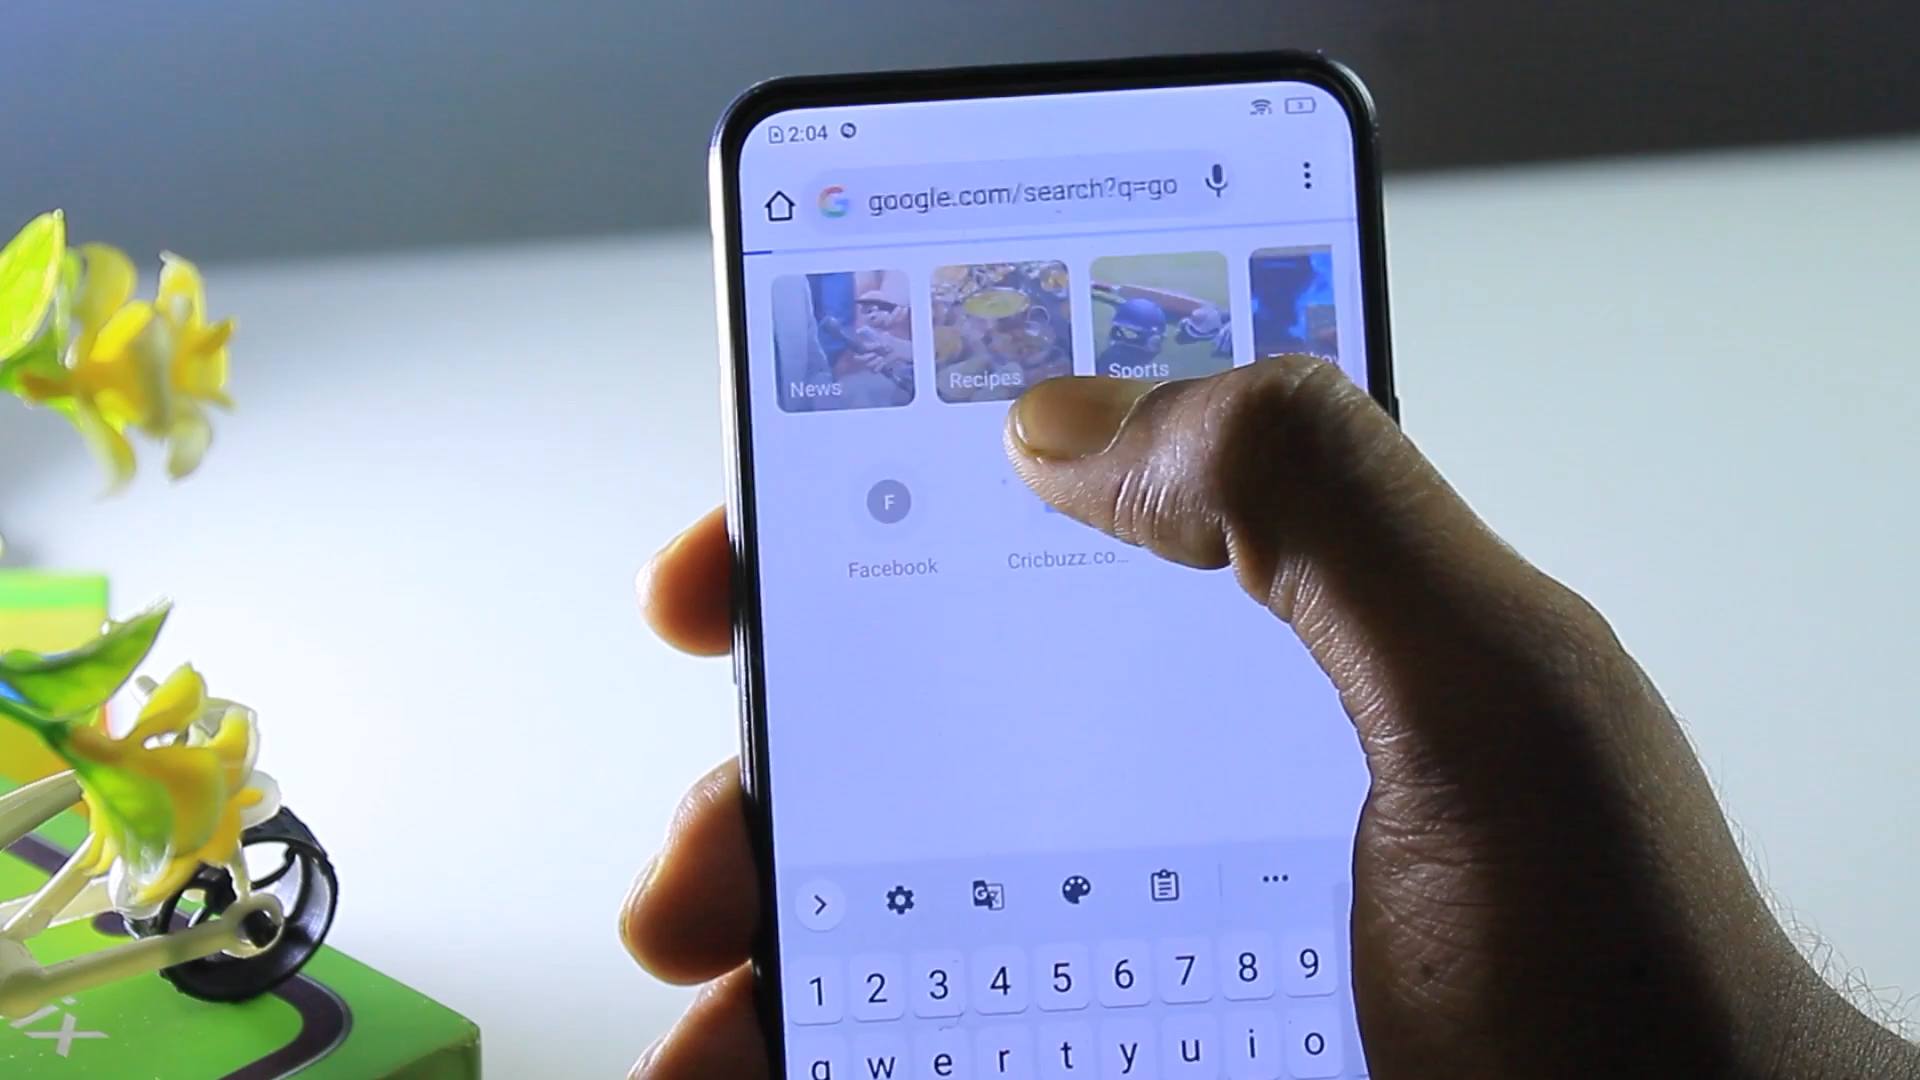 2:04 3
google.com/search?q=go
News Recipes Sports
F
Facebook Cricbuzz.co...
1 2 3 4 5 6 7 8 9
q w e r t y u i o